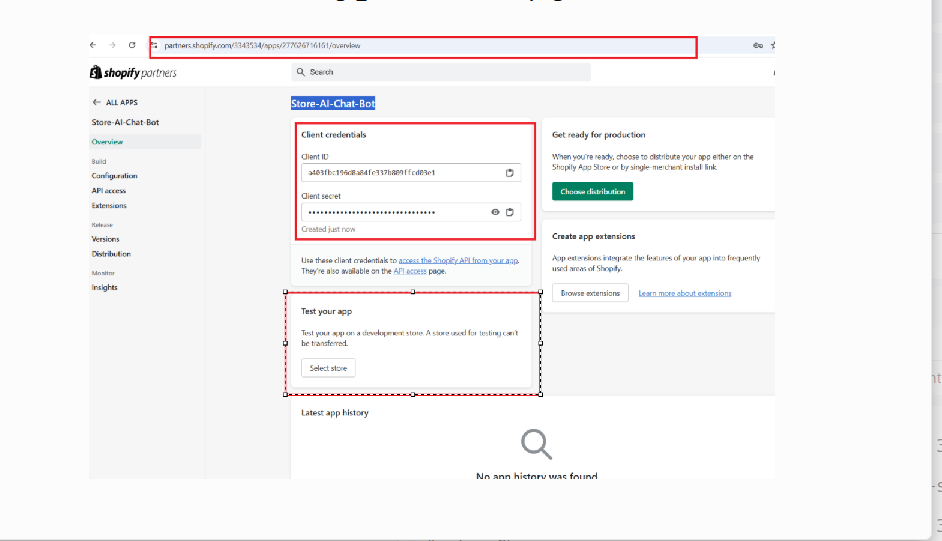 partners.shopify.com/3343534/apps/277626716161/overview
shopify partners
Search
ALL APPS
Store-AI-Chat-Bot
Overview
Build
Configuration
API access
Extensions
Release
Versions
Distribution
Monitor
Insights
Store-AI-Chat-Bot
Client credentials
Client ID
a403fbc196d8a84fe937b809ffcd03e1
Client secret
••••••••••••••••••••••••••••••••
Created just now
Use these client credentials to access the Shopify API from your app.
They're also available on the API access page.
Test your app
Test your app on a development store. A store used for testing can't
be transferred.
Select store
Get ready for production
When you're ready, choose to distribute your app either on the
Shopify App Store or by single-merchant install link.
Choose distribution
Create app extensions
App extensions integrate the features of your app into frequently
used areas of Shopify.
Browse extensions
Learn more about extensions
Latest app history
No app history was found